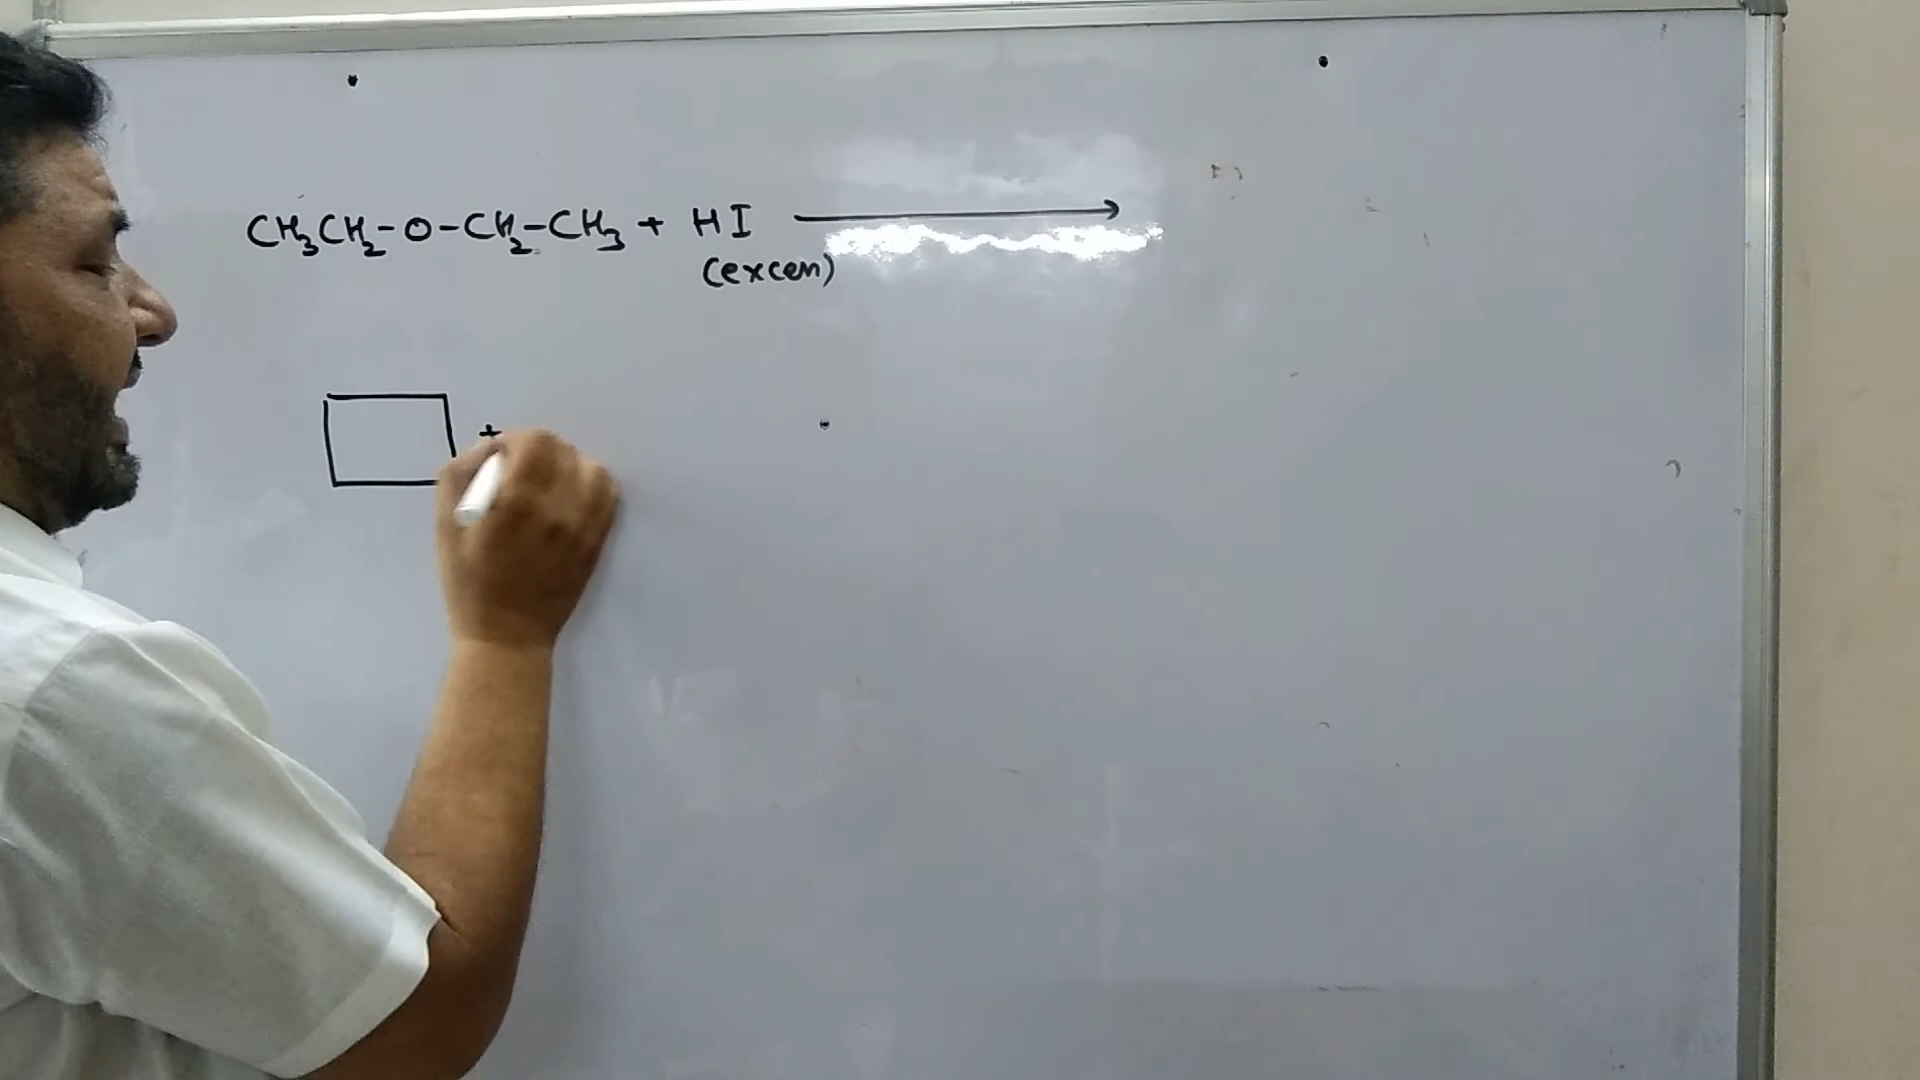 CH₃CH₂-O-CH₂-CH₃ + HI ⟶
(excess)
+